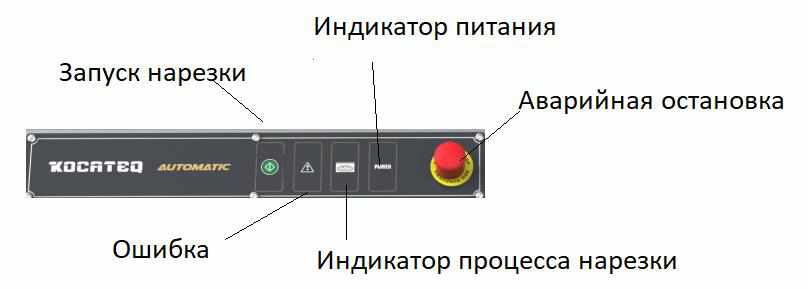 Индикатор питания
Запуск нарезки
Аварийная остановка
KOCATEQ AUTOMATIC
POWER
Ошибка
Индикатор процесса нарезки